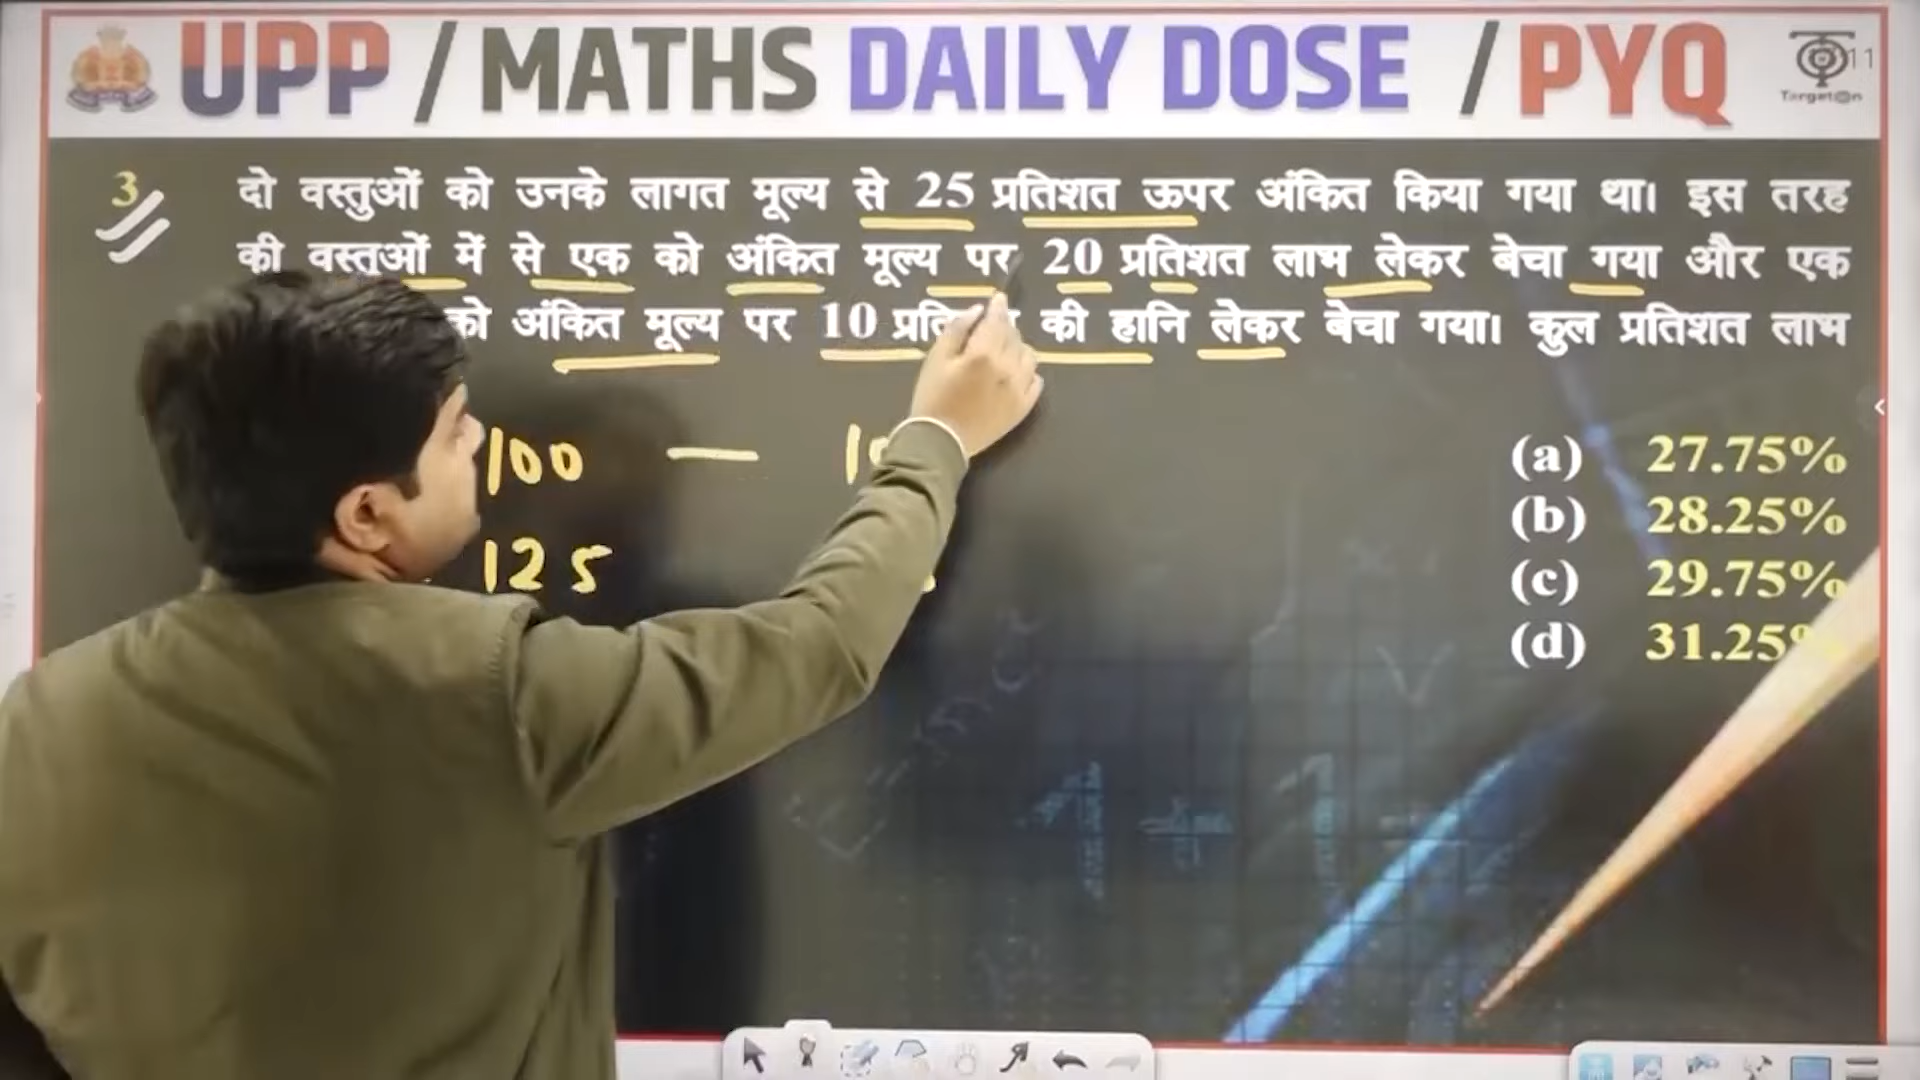 UPP / MATHS DAILY DOSE / PYQ
11
Target@n
3 दो वस्तुओं को उनके लागत मूल्य से 25 प्रतिशत ऊपर अंकित किया गया था। इस तरह
की वस्तुओं में से एक को अंकित मूल्य पर 20 प्रतिशत लाभ लेकर बेचा गया और एक
को अंकित मूल्य पर 10 की हानि लेकर बेचा गया। कुल प्रतिशत लाभ
100 —
125
(a) 27.75%
(b) 28.25%
(c) 29.75%
(d) 31.25%